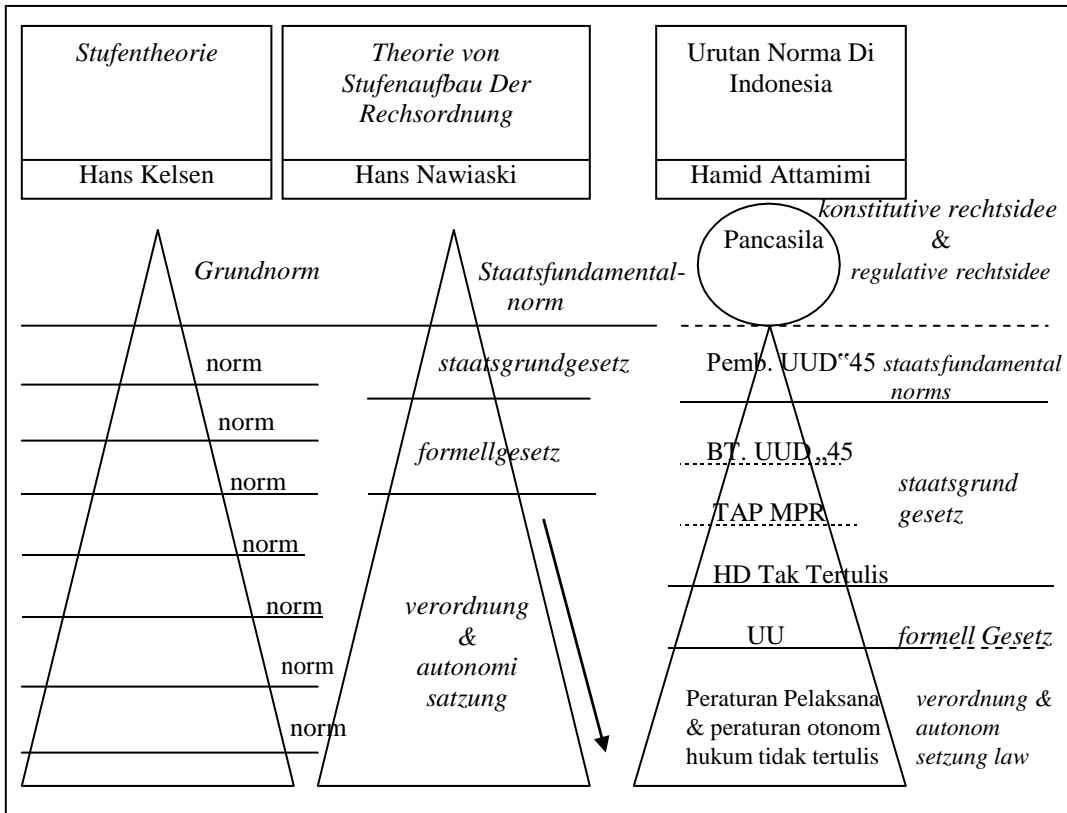 Stufentheorie
Hans Kelsen
Theorie von
Stufenaufbau Der
Rechsordnung
Hans Nawiaski
Urutan Norma Di
Indonesia
Hamid Attamimi
Grundnorm
norm
norm
norm
norm
norm
norm
norm
Staatsfundamental-
norm
staatsgrundgesetz
formellgesetz
verordnung
&
autonomi
satzung
Pancasila
konstitutive rechtsidee
&
regulative rechtsidee
Pemb. UUD‟45 staatsfundamental
norms
BT. UUD „45
staatsgrund
gesetz
TAP MPR
HD Tak Tertulis
UU formell Gesetz
Peraturan Pelaksana
& peraturan otonom
hukum tidak tertulis
verordnung &
autonom
setzung law